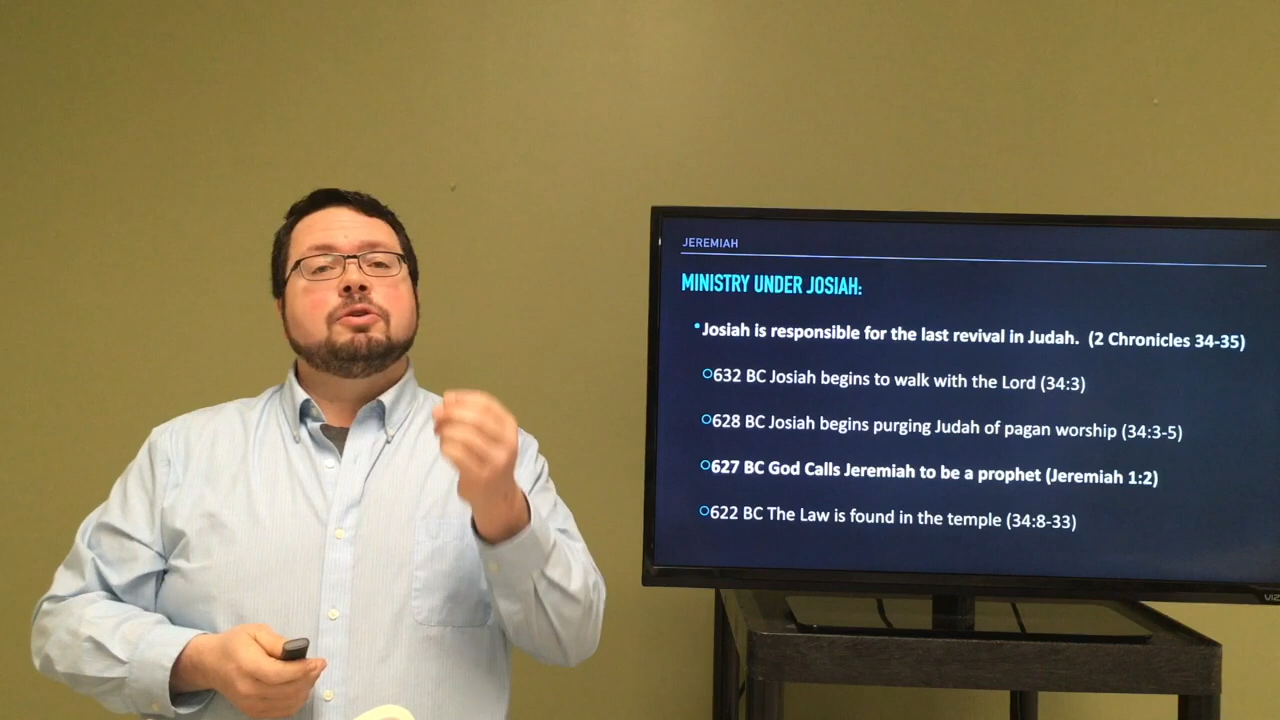 JEREMIAH
MINISTRY UNDER JOSIAH:
• Josiah is responsible for the last revival in Judah. (2 Chronicles 34-35)
○ 632 BC Josiah begins to walk with the Lord (34:3)
○ 628 BC Josiah begins purging Judah of pagan worship (34:3-5)
○ 627 BC God Calls Jeremiah to be a prophet (Jeremiah 1:2)
○ 622 BC The Law is found in the temple (34:8-33)